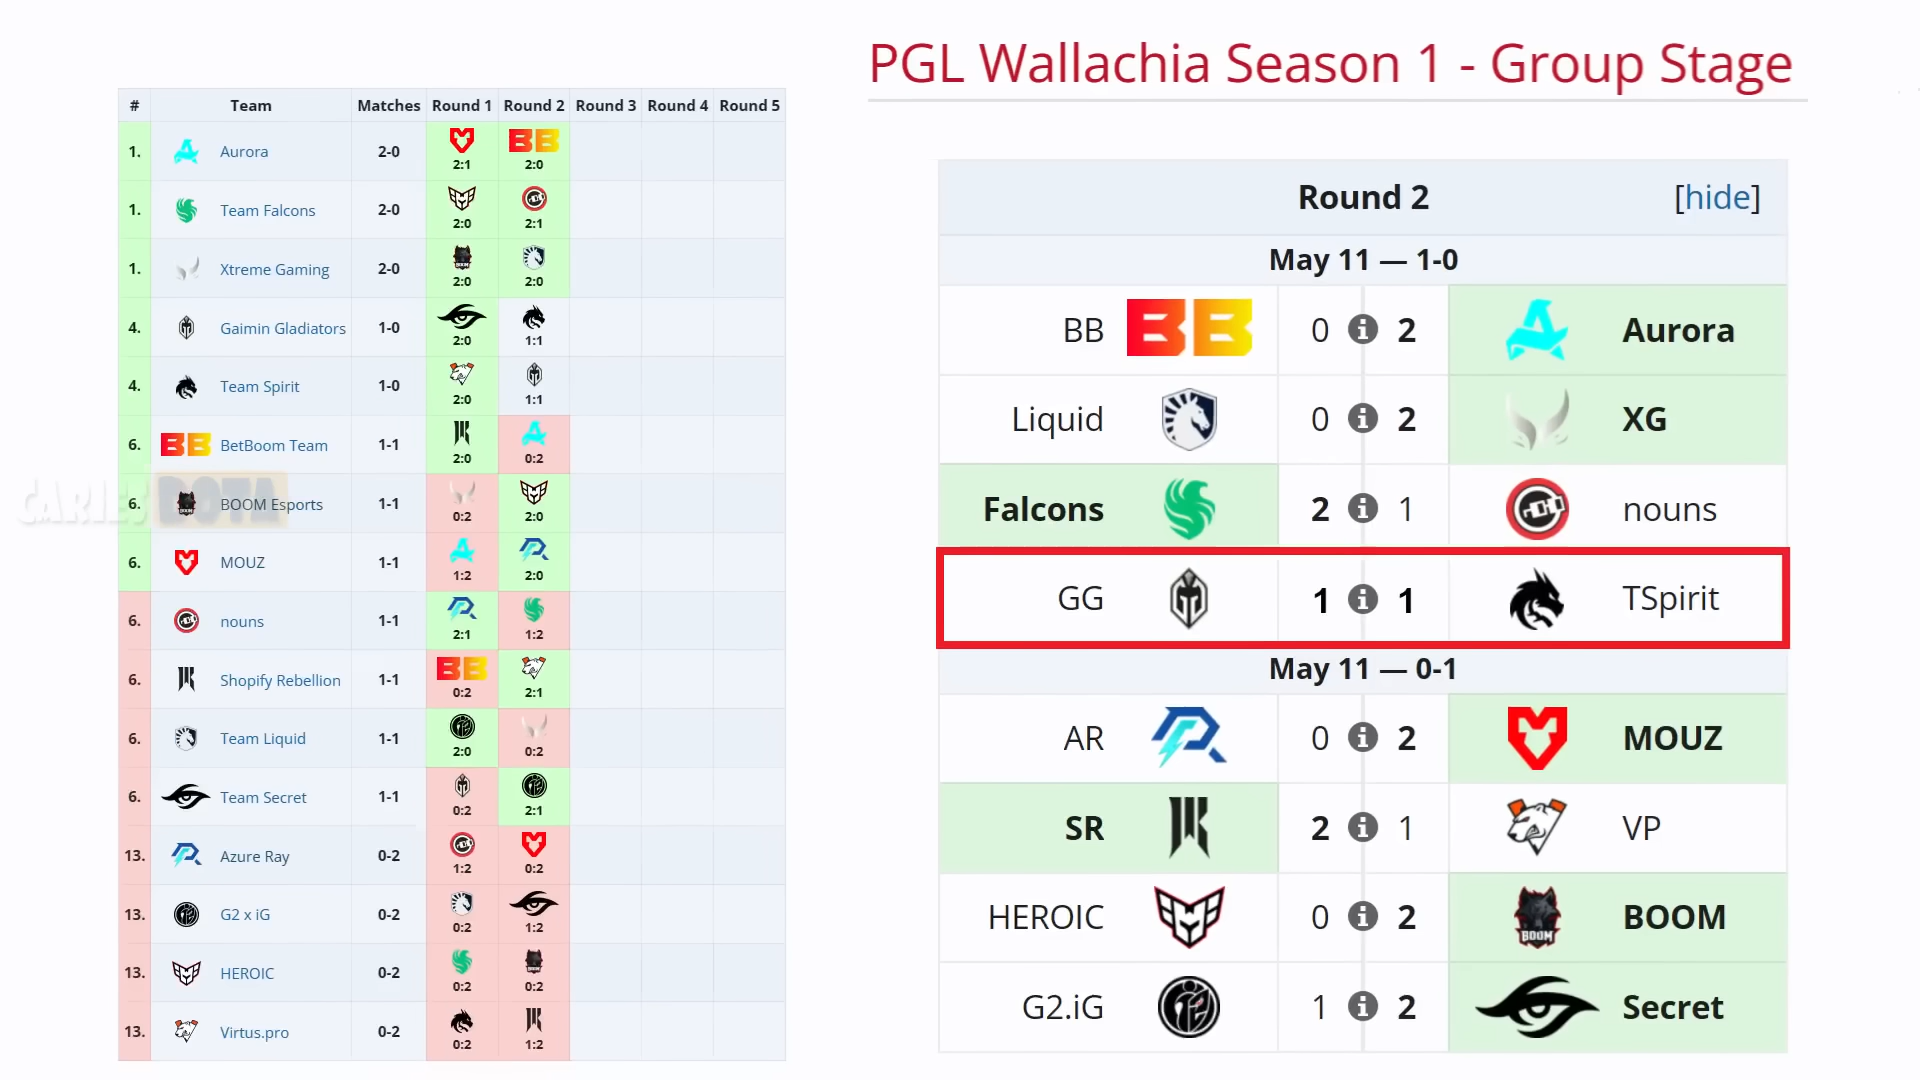 PGL Wallachia Season 1 - Group Stage
# Team Matches Round 1 Round 2 Round 3 Round 4 Round 5
1. Aurora 2-0 2:1 BB 2:0
1. Team Falcons 2-0 2:0 2:1
1. Xtreme Gaming 2-0 2:0 2:0
4. Gaimin Gladiators 1-0 2:0 1:1
4. Team Spirit 1-0 2:0 1:1
6. BB BetBoom Team 1-1 2:0 0:2
6. BOOM Esports 1-1 0:2 2:0
6. MOUZ 1-1 1:2 2:0
6. nouns 1-1 2:1 1:2
6. Shopify Rebellion 1-1 BB 0:2 2:1
6. Team Liquid 1-1 2:0 0:2
6. Team Secret 1-1 0:2 2:1
13. Azure Ray 0-2 1:2 0:2
13. G2 x iG 0-2 0:2 1:2
13. HEROIC 0-2 0:2 0:2
13. Virtus.pro 0-2 0:2 1:2
CARIES DOTA
Round 2 [hide]
May 11 — 1-0
BB BB 0 i 2 Aurora
Liquid 0 i 2 XG
Falcons 2 i 1 nouns
GG 1 i 1 TSpirit
May 11 — 0-1
AR 0 i 2 MOUZ
SR 2 i 1 VP
HEROIC 0 i 2 BOOM BOOM
G2.iG 1 i 2 Secret